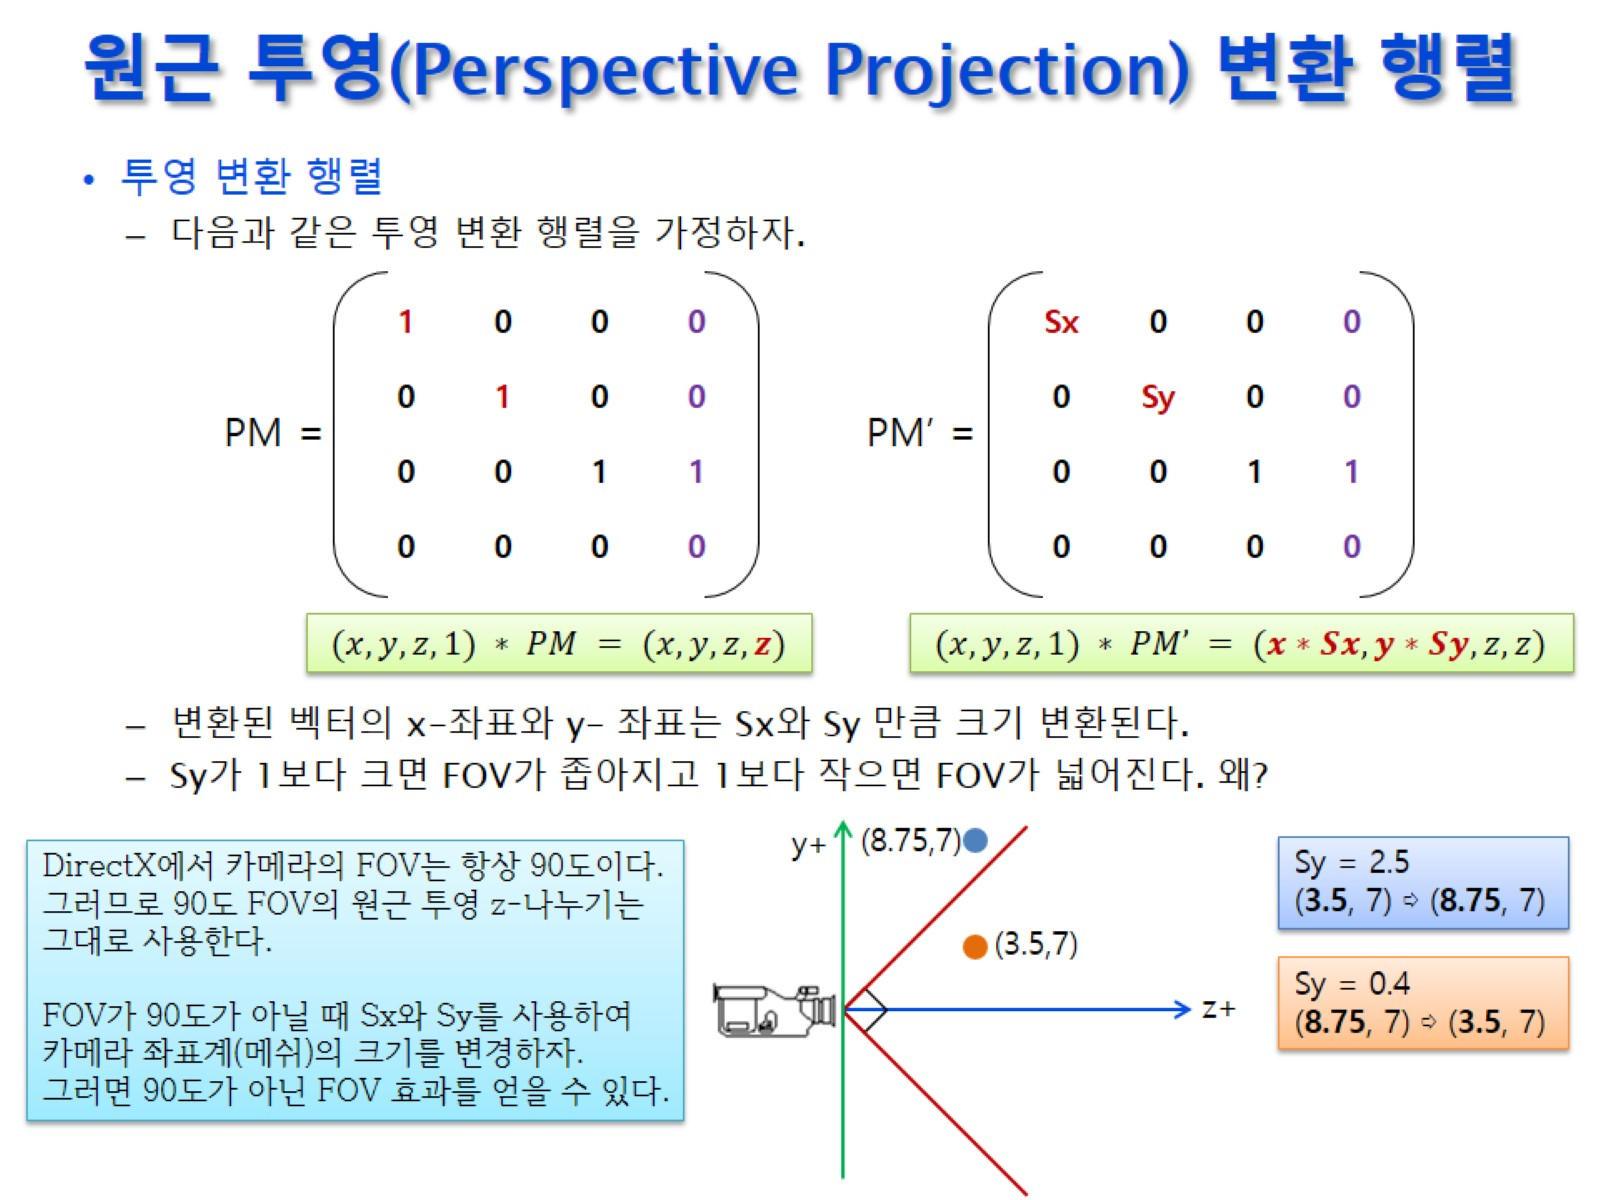 원근 투영(Perspective Projection) 변환 행렬
• 투영 변환 행렬
– 다음과 같은 투영 변환 행렬을 가정하자.
PM =
1 0 0 0
0 1 0 0
0 0 1 1
0 0 0 0
PM’ =
Sx 0 0 0
0 Sy 0 0
0 0 1 1
0 0 0 0
(x, y, z, 1) * PM = (x, y, z, z)
(x, y, z, 1) * PM’ = (x * Sx, y * Sy, z, z)
– 변환된 벡터의 x-좌표와 y- 좌표는 Sx와 Sy 만큼 크기 변환된다.
– Sy가 1보다 크면 FOV가 좁아지고 1보다 작으면 FOV가 넓어진다. 왜?
DirectX에서 카메라의 FOV는 항상 90도이다.
그러므로 90도 FOV의 원근 투영 z-나누기는
그대로 사용한다.
FOV가 90도가 아닐 때 Sx와 Sy를 사용하여
카메라 좌표계(메쉬)의 크기를 변경하자.
그러면 90도가 아닌 FOV 효과를 얻을 수 있다.
y+
(8.75,7)
(3.5,7)
z+
Sy = 2.5
(3.5, 7) ⇨ (8.75, 7)
Sy = 0.4
(8.75, 7) ⇨ (3.5, 7)